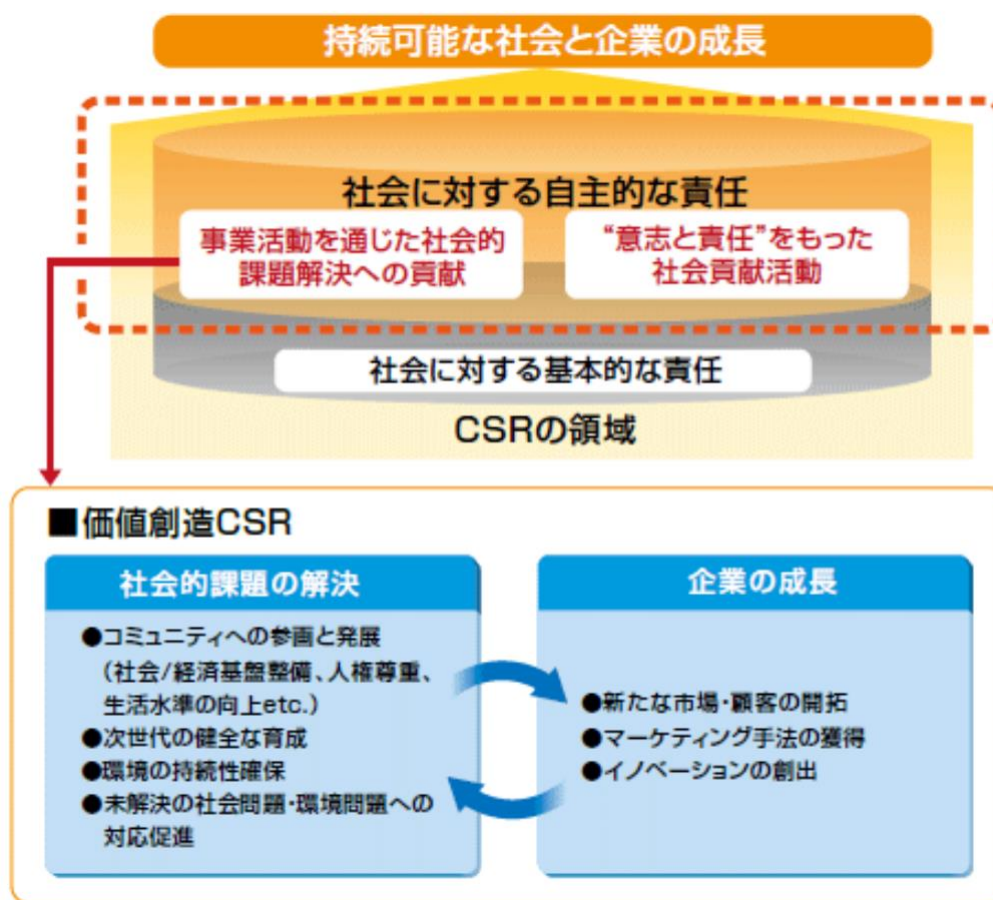 持続可能な社会と企業の成長
社会に対する自主的な責任
事業活動を通じた社会的
課題解決への貢献
“意志と責任”をもった
社会貢献活動
社会に対する基本的な責任
CSRの領域
■価値創造CSR
社会的課題の解決
●コミュニティへの参画と発展
(社会/経済基盤整備、人権尊重、
生活水準の向上etc.)
●次世代の健全な育成
●環境の持続性確保
●未解決の社会問題・環境問題への
対応促進
企業の成長
●新たな市場・顧客の開拓
●マーケティング手法の獲得
●イノベーションの創出